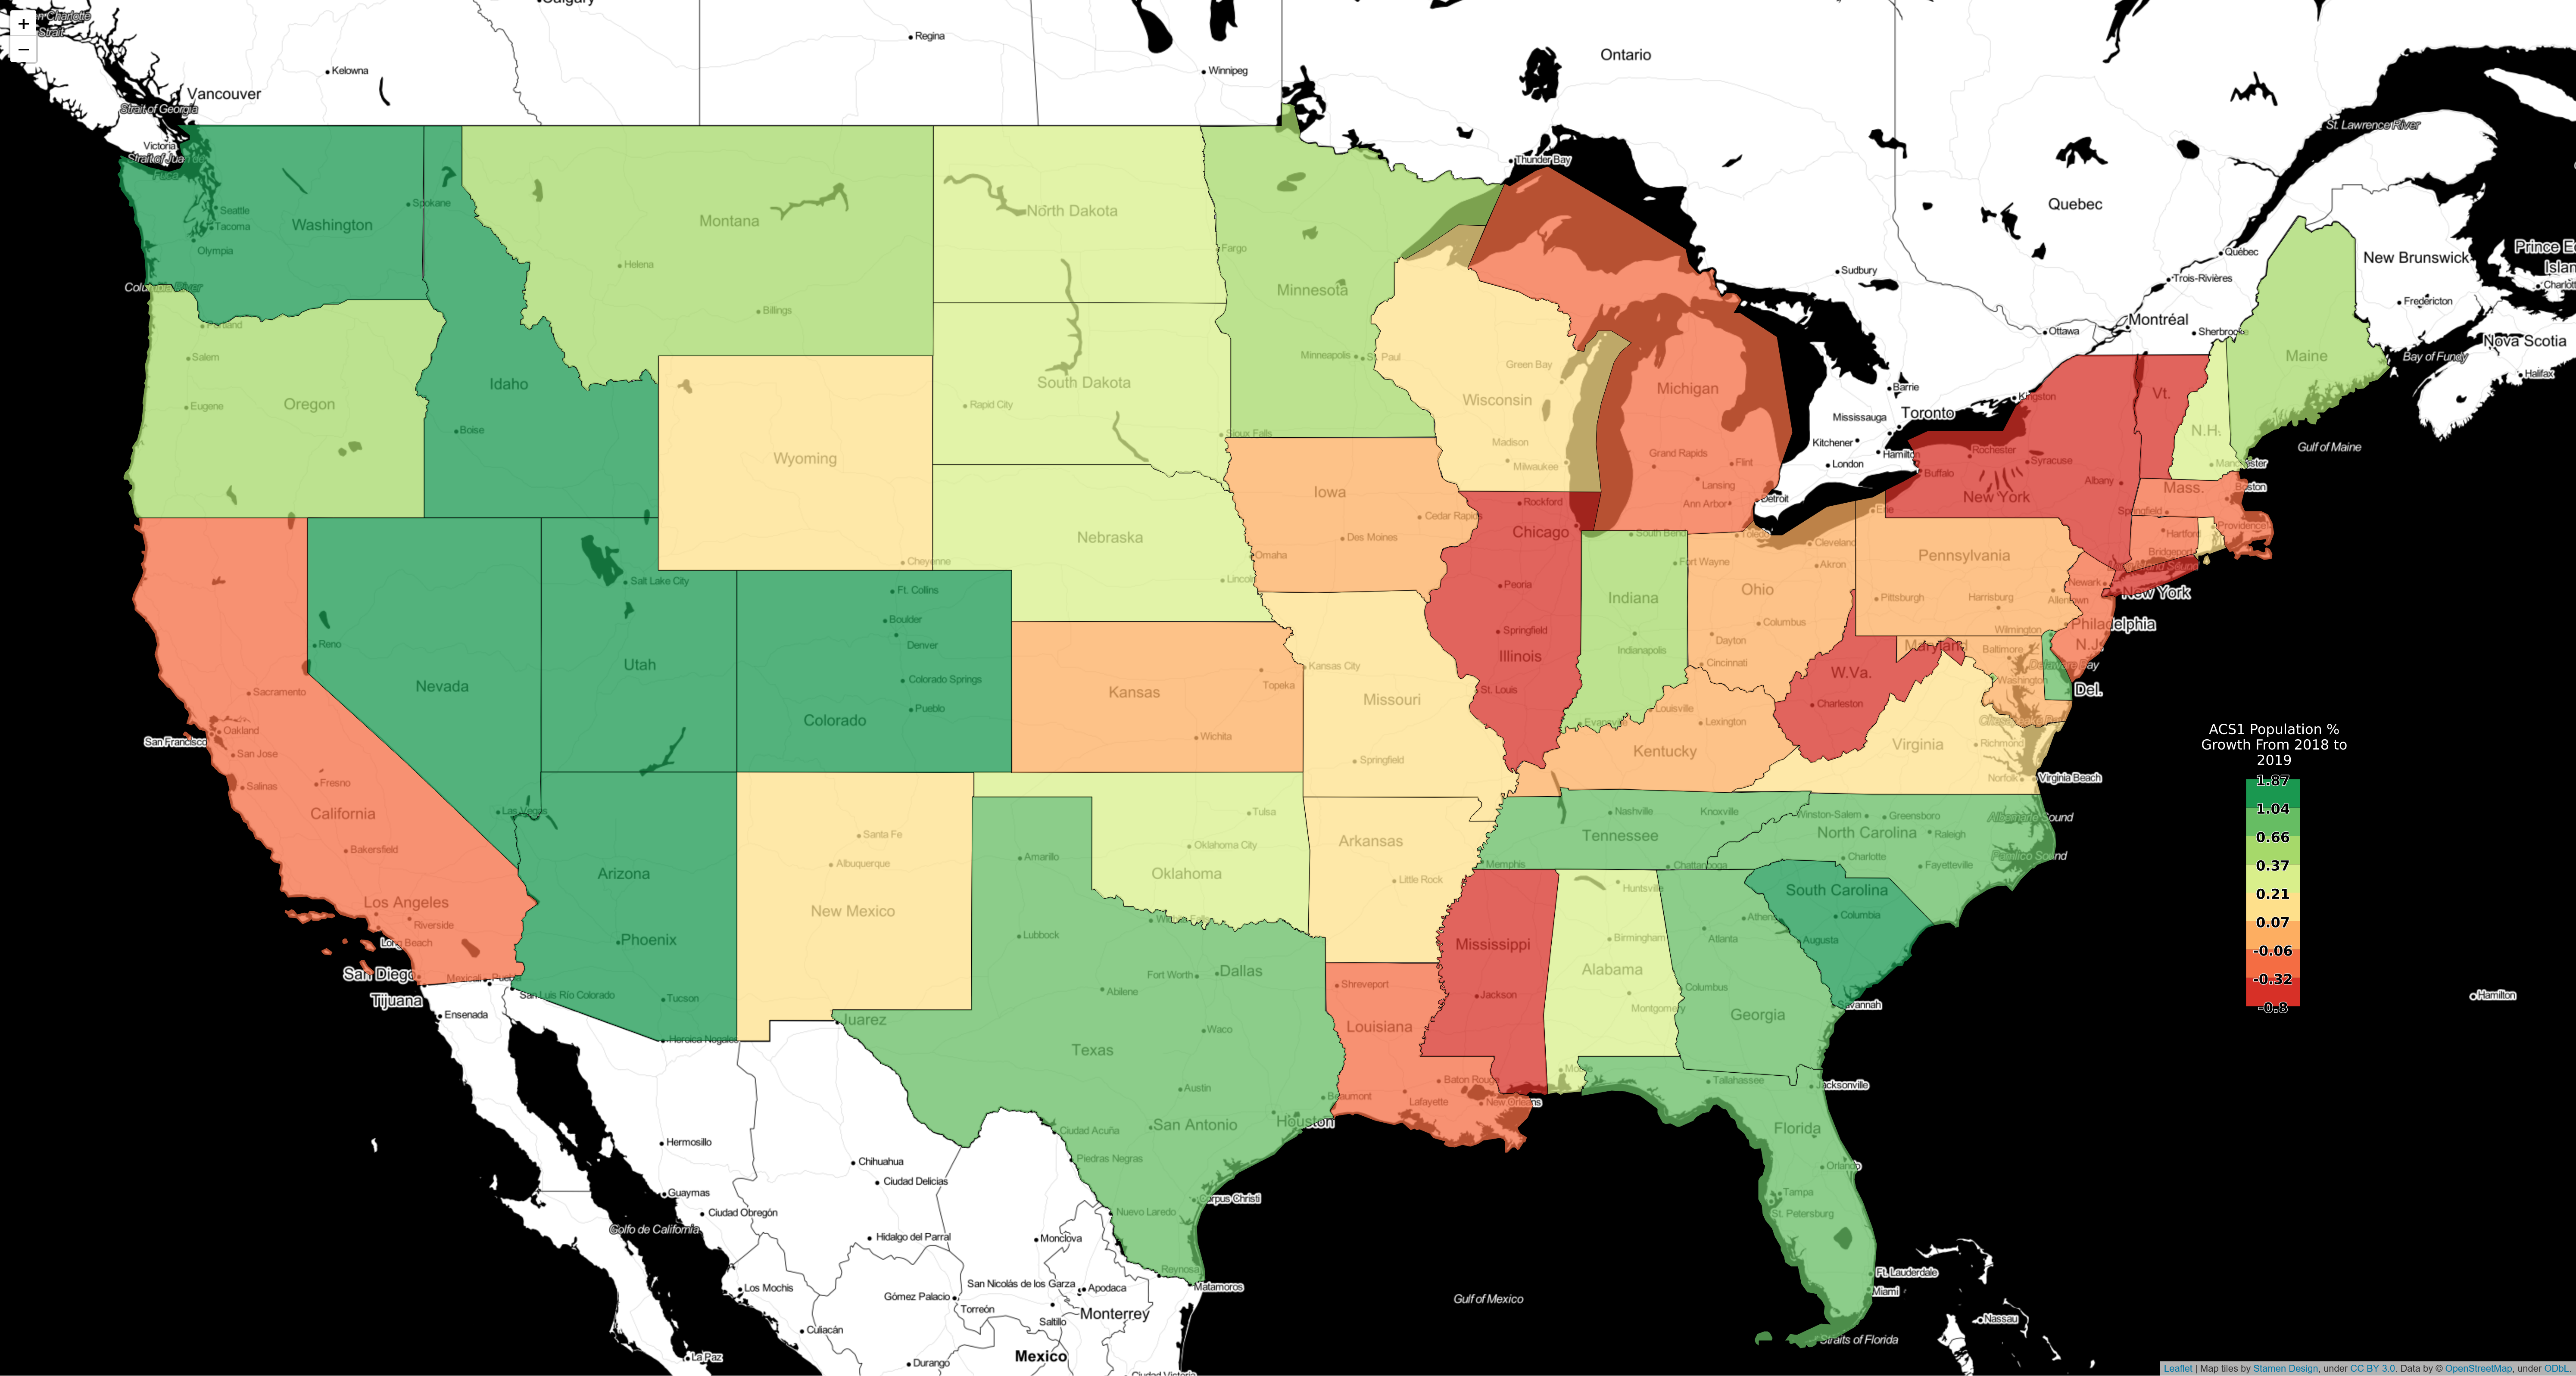 +
−
Calgary
Regina
Winnipeg
Ontario
Kelowna
Vancouver
Strait of Georgia
Victoria
Thunder Bay
St. Lawrence River
Quebec
Sudbury
Québec
Trois-Rivières
New Brunswick
Fredericton
Montréal
Sherbrooke
Ottawa
Nova Scotia
Bay of Fundy
Halifax
Gulf of Maine
Barrie
Kingston
Mississauga
Toronto
Kitchener
Hamilton
London
Seattle
Tacoma
Olympia
Washington
Spokane
Columbia River
Portland
Salem
Eugene
Oregon
Idaho
Boise
Montana
Helena
Billings
North Dakota
Fargo
South Dakota
Rapid City
Sioux Falls
Minnesota
Minneapolis
St. Paul
Wisconsin
Green Bay
Madison
Milwaukee
Michigan
Grand Rapids
Flint
Lansing
Ann Arbor
Detroit
Wyoming
Cheyenne
Nebraska
Omaha
Lincoln
Iowa
Cedar Rapids
Des Moines
Rockford
Chicago
Peoria
Springfield
Illinois
St. Louis
South Bend
Fort Wayne
Indiana
Indianapolis
Evansville
Toledo
Cleveland
Akron
Ohio
Columbus
Dayton
Cincinnati
Erie
Pennsylvania
Pittsburgh
Harrisburg
Allentown
Buffalo
Rochester
Syracuse
Albany
New York
Vt.
N.H.
Maine
Manchester
Mass.
Boston
Springfield
Hartford
Providence
Bridgeport
Long Island Sound
Newark
New York
Philadelphia
N.J.
Wilmington
Maryland
Baltimore
Washington
Delaware Bay
Del.
W.Va.
Charleston
Virginia
Richmond
Norfolk
Virginia Beach
Louisville
Lexington
Kentucky
Reno
Nevada
Las Vegas
Salt Lake City
Utah
Ft. Collins
Boulder
Denver
Colorado Springs
Pueblo
Colorado
Kansas
Topeka
Wichita
Kansas City
Missouri
Springfield
Sacramento
San Francisco
Oakland
San Jose
Salinas
Fresno
California
Bakersfield
Los Angeles
Riverside
Long Beach
San Diego
Mexicali
Tijuana
Ensenada
San Luis Río Colorado
Arizona
Phoenix
Tucson
Heroica Nogales
Santa Fe
Albuquerque
New Mexico
Juarez
Amarillo
Lubbock
Tulsa
Oklahoma City
Oklahoma
Wichita Falls
Fort Worth
Dallas
Abilene
Waco
Texas
Austin
San Antonio
Houston
Beaumont
Corpus Christi
Arkansas
Little Rock
Shreveport
Louisiana
Baton Rouge
Lafayette
New Orleans
Mississippi
Jackson
Nashville
Knoxville
Tennessee
Memphis
Chattanooga
Huntsville
Birmingham
Alabama
Montgomery
Mobile
Athens
Atlanta
Augusta
Columbus
Georgia
Savannah
Winston-Salem
Greensboro
North Carolina
Raleigh
Charlotte
Fayetteville
Albemarle Sound
Pamlico Sound
South Carolina
Columbia
Tallahassee
Jacksonville
Florida
Orlando
Tampa
St. Petersburg
Ft. Lauderdale
Miami
Straits of Florida
Nassau
Hamilton
Gulf of Mexico
Ciudad Acuña
Piedras Negras
Nuevo Laredo
Reynosa
Matamoros
Hermosillo
Guaymas
Ciudad Obregón
Golfo de California
Chihuahua
Ciudad Delicias
Hidalgo del Parral
Monclova
Los Mochis
San Nicolás de los Garza
Apodaca
Gómez Palacio
Torreón
Monterrey
Saltillo
Culiacán
La Paz
Durango
Mexico
Ciudad Victoria
ACS1 Population %
Growth From 2018 to
2019
1.87
1.04
0.66
0.37
0.21
0.07
-0.06
-0.32
-0.8
Leaflet | Map tiles by Stamen Design, under CC BY 3.0. Data by © OpenStreetMap, under ODbL.